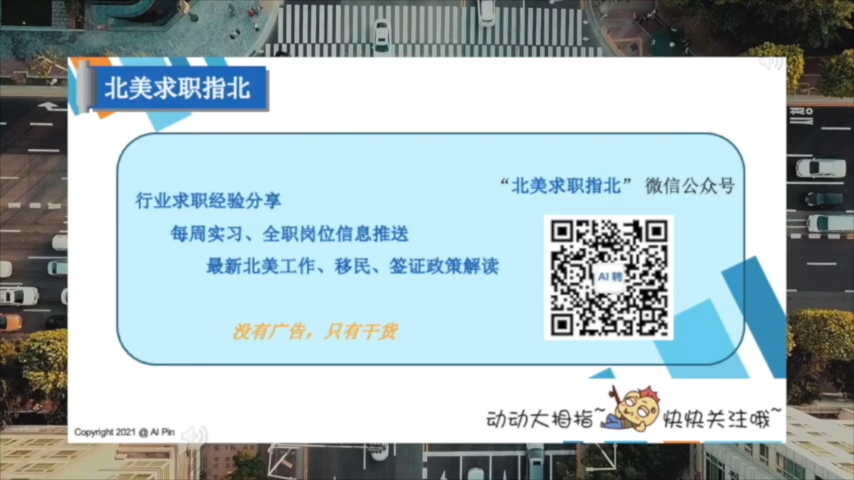 北美求职指北
“北美求职指北” 微信公众号
行业求职经验分享
每周实习、全职岗位信息推送
最新北美工作、移民、签证政策解读
AI 聘
没有广告，只有干货
动动大拇指~
快快关注哦~
Copyright 2021 @ AI Pin